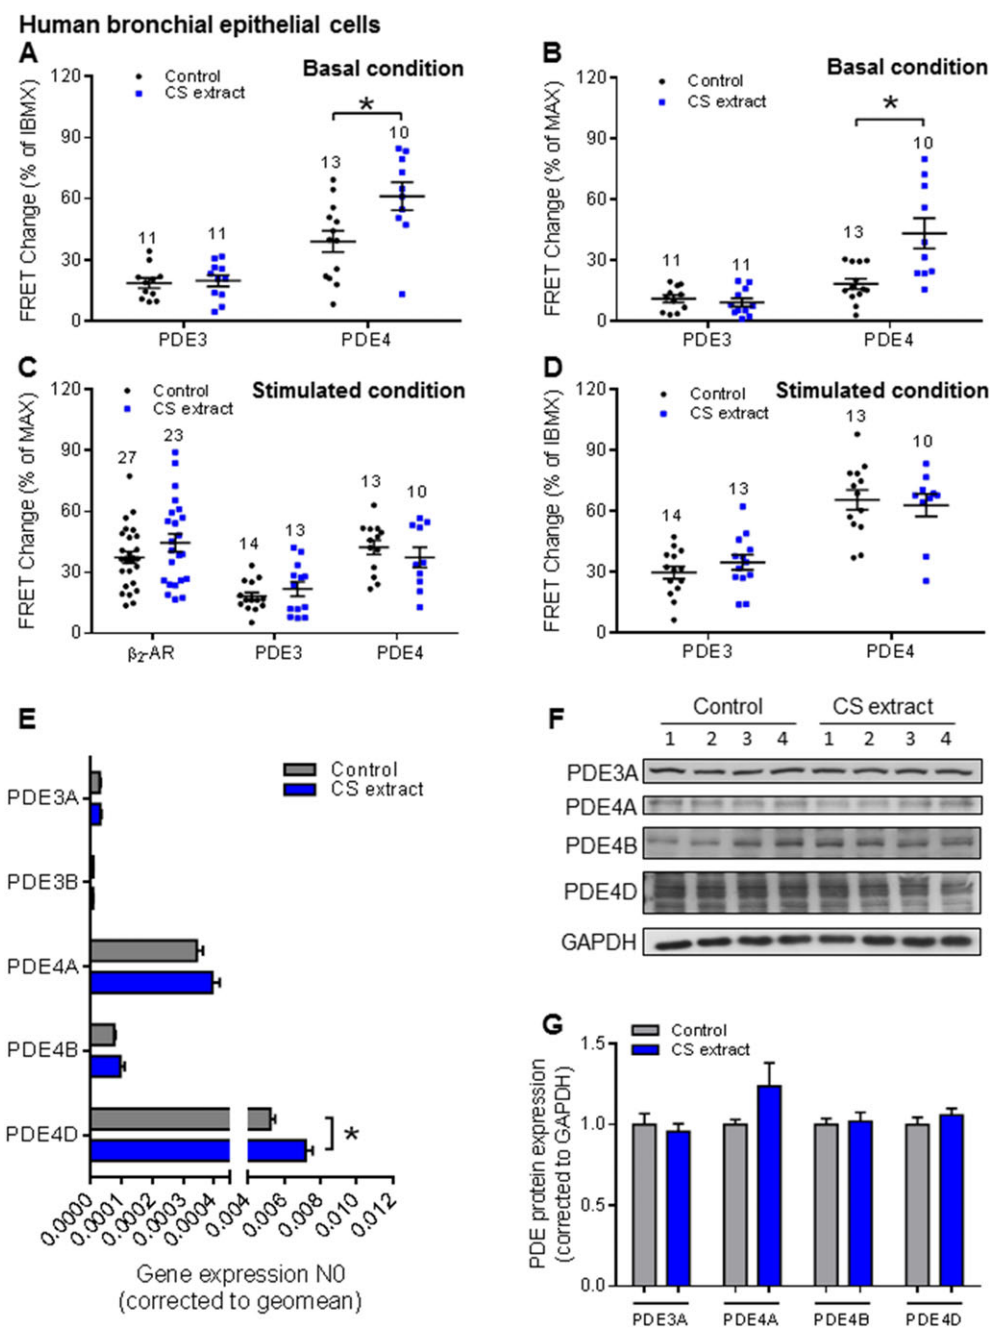 Human bronchial epithelial cells
A
Basal condition
Control
CS extract
FRET Change (% of IBMX)
120
90
60
30
0
11
11
13
10
*
PDE3
PDE4
B
Basal condition
Control
CS extract
FRET Change (% of MAX)
120
90
60
30
0
11
11
13
10
*
PDE3
PDE4
C
Stimulated condition
Control
CS extract
FRET Change (% of MAX)
120
90
60
30
0
27
23
14
13
13
10
β2-AR
PDE3
PDE4
D
Stimulated condition
Control
CS extract
FRET Change (% of IBMX)
120
90
60
30
0
14
13
13
10
PDE3
PDE4
E
Control
CS extract
PDE3A
PDE3B
PDE4A
PDE4B
PDE4D
*
0.0000
0.0001
0.0002
0.0003
0.0004
0.004
0.006
0.008
0.010
0.012
Gene expression N0
(corrected to geomean)
F
Control CS extract
1 2 3 4 1 2 3 4
PDE3A
PDE4A
PDE4B
PDE4D
GAPDH
G
Control
CS extract
PDE protein expression
(corrected to GAPDH)
1.5
1.0
0.5
0.0
PDE3A
PDE4A
PDE4B
PDE4D